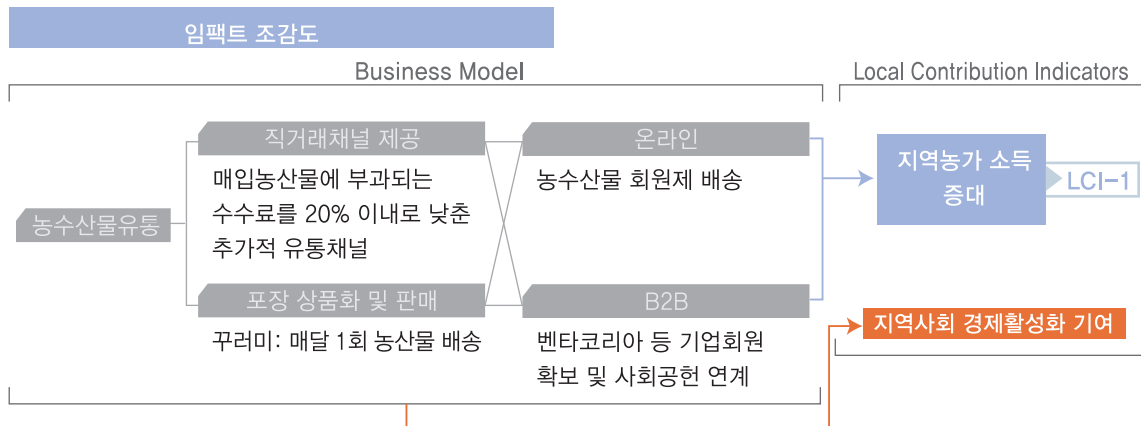 임팩트 조감도
Business Model
Local Contribution Indicators
농수산물유통
직거래채널 제공
매입농산물에 부과되는
수수료를 20% 이내로 낮춘
추가적 유통채널
포장 상품화 및 판매
꾸러미: 매달 1회 농산물 배송
온라인
농수산물 회원제 배송
B2B
벤타코리아 등 기업회원
확보 및 사회공헌 연계
지역농가 소득
증대
LCI-1
지역사회 경제활성화 기여